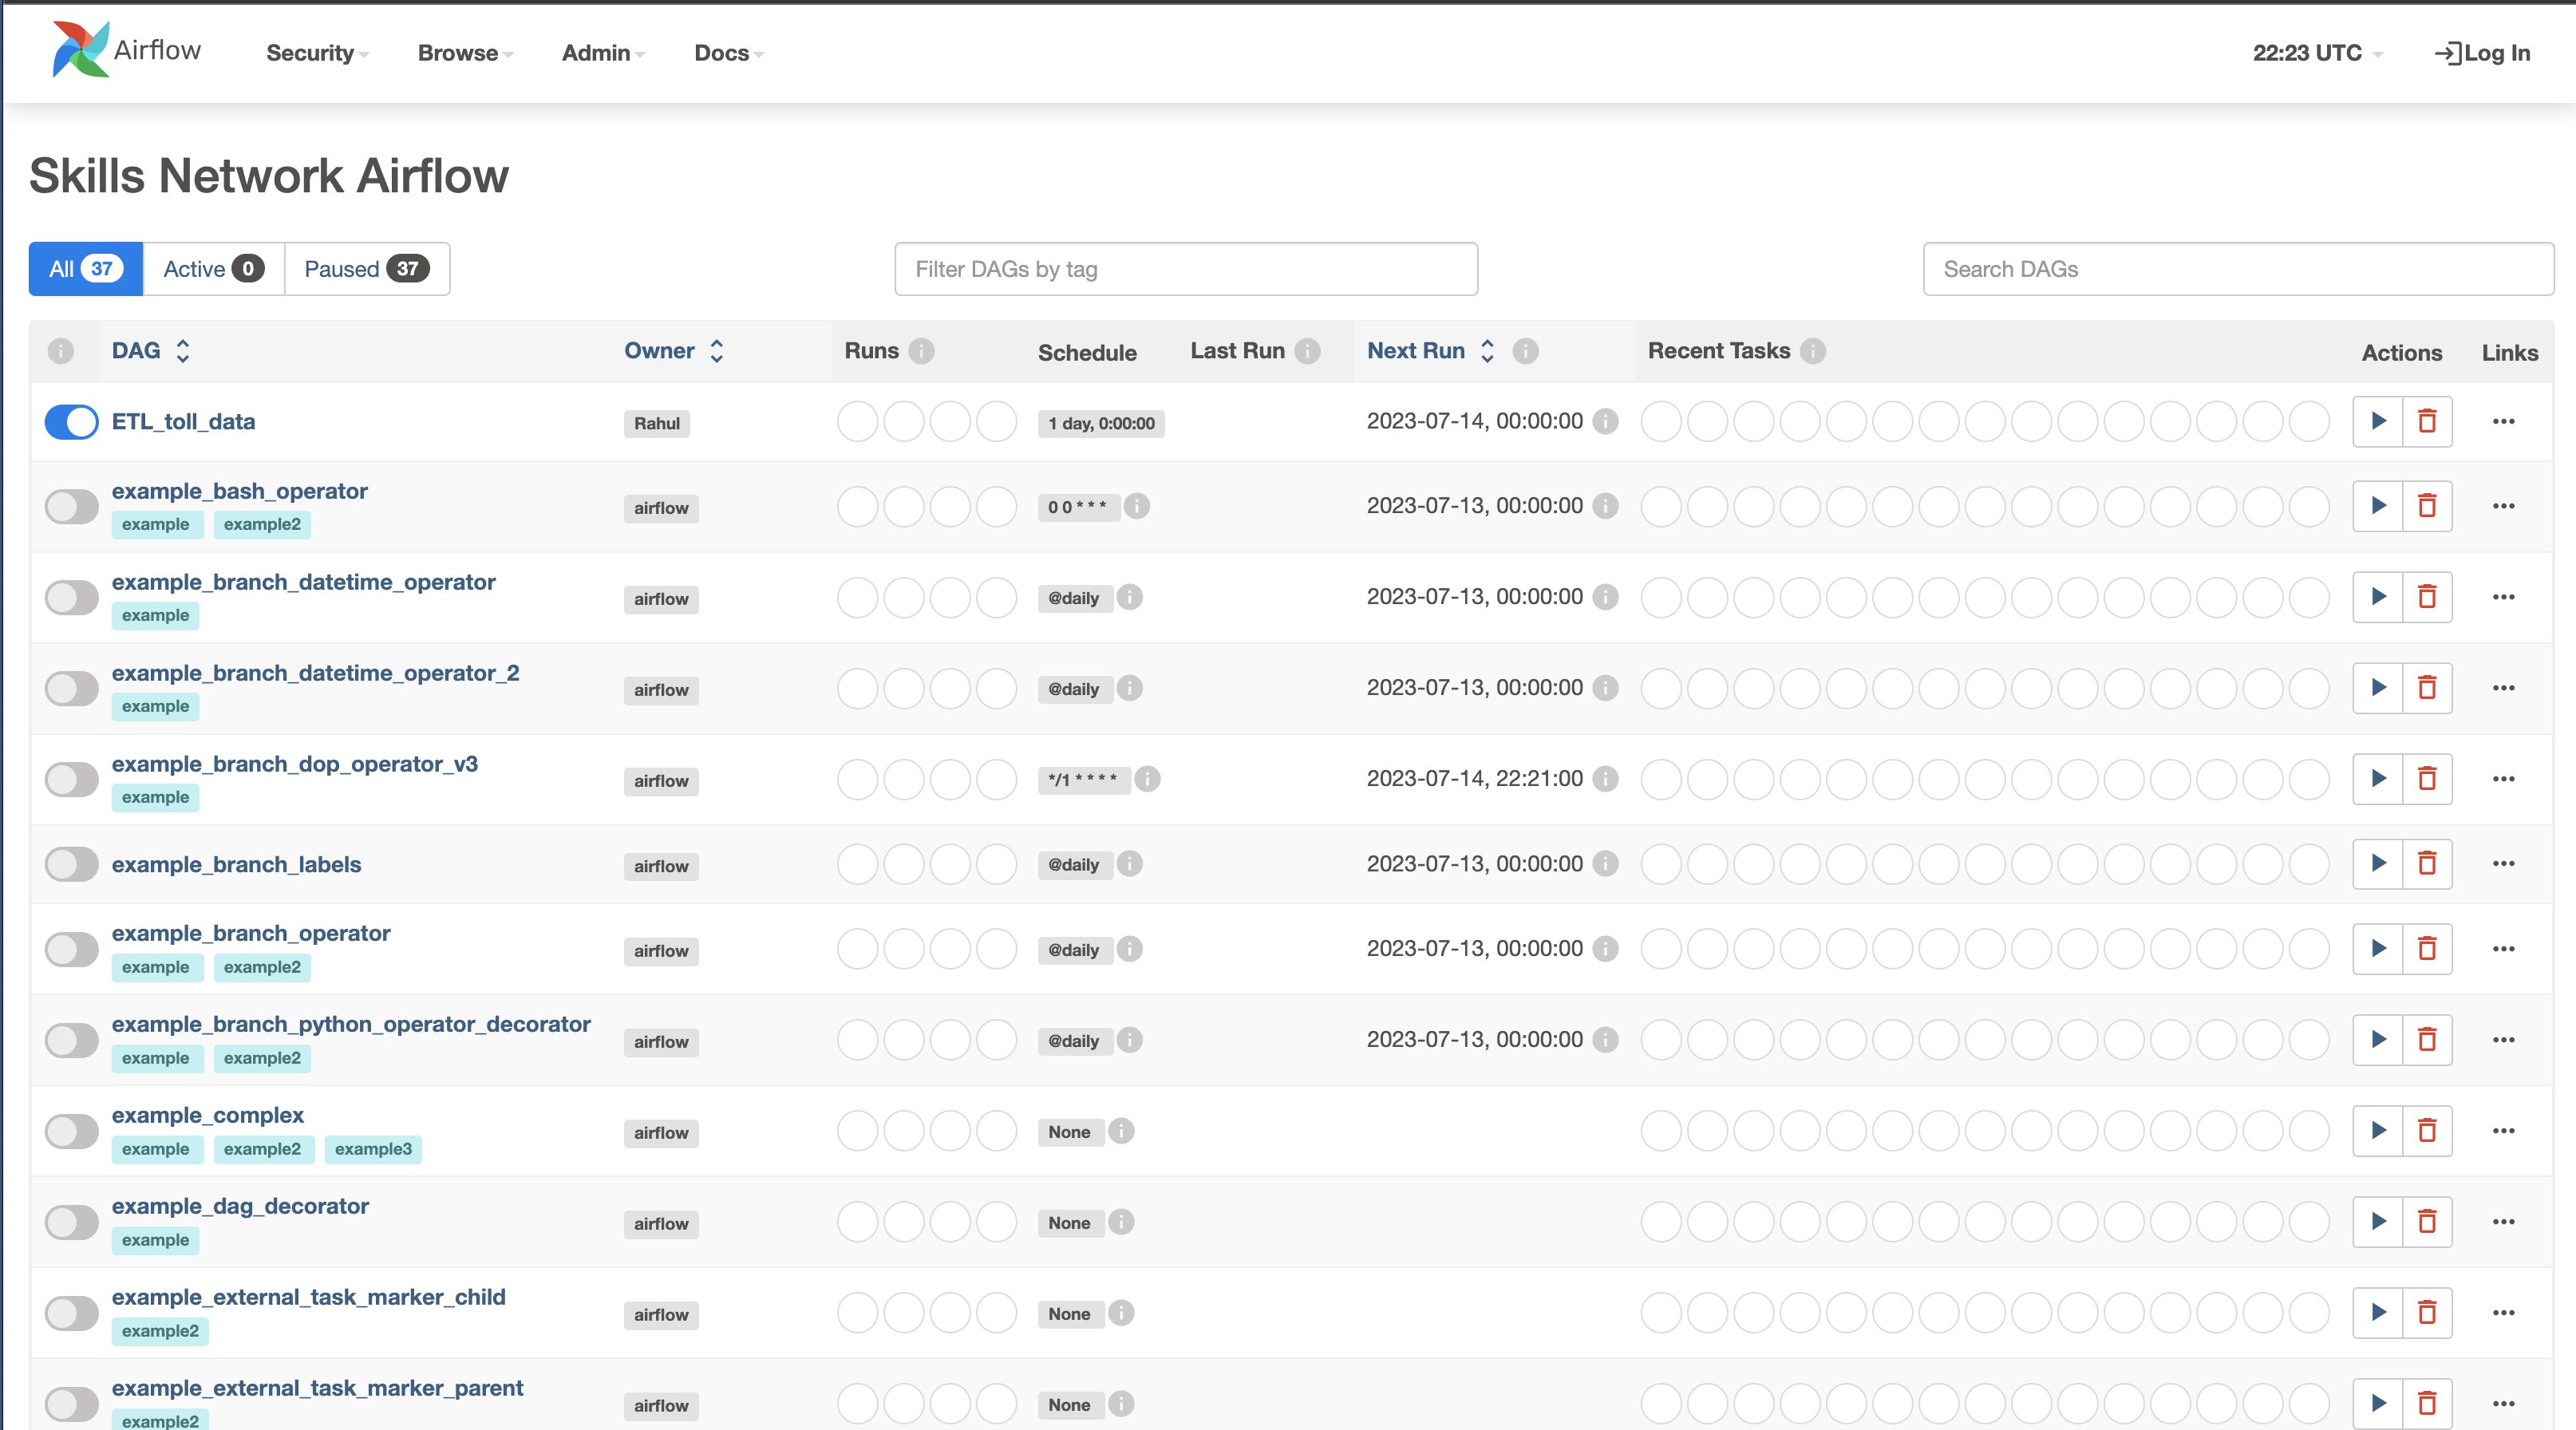 Airflow Security Browse Admin Docs 22:23 UTC Log In
Skills Network Airflow
All 37 Active 0 Paused 37 Filter DAGs by tag Search DAGs
DAG Owner Runs Schedule Last Run Next Run Recent Tasks Actions Links
ETL_toll_data Rahul 1 day, 0:00:00 2023-07-14, 00:00:00
example_bash_operator airflow 0 0 * * * 2023-07-13, 00:00:00
example example2
example_branch_datetime_operator airflow @daily 2023-07-13, 00:00:00
example
example_branch_datetime_operator_2 airflow @daily 2023-07-13, 00:00:00
example
example_branch_dop_operator_v3 airflow */1 * * * * 2023-07-14, 22:21:00
example
example_branch_labels airflow @daily 2023-07-13, 00:00:00
example_branch_operator airflow @daily 2023-07-13, 00:00:00
example example2
example_branch_python_operator_decorator airflow @daily 2023-07-13, 00:00:00
example example2
example_complex airflow None
example example2 example3
example_dag_decorator airflow None
example
example_external_task_marker_child airflow None
example2
example_external_task_marker_parent airflow None
example2